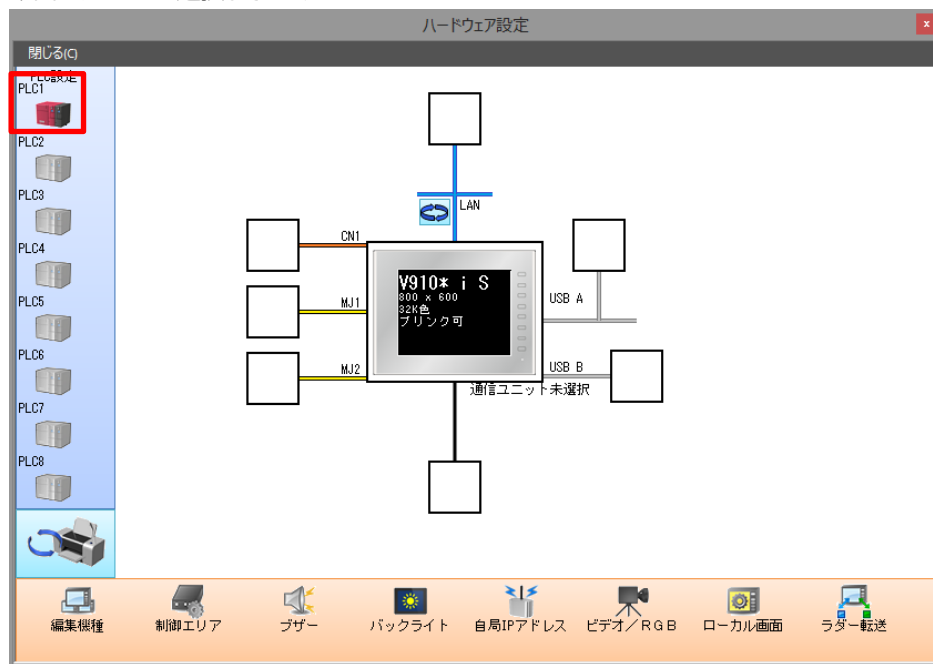 ハードウェア設定
x
閉じる(C)
PLC設定
PLC1
PLC2
PLC3
PLC4
PLC5
PLC6
PLC7
PLC8
LAN
CN1
MJ1
MJ2
V910* i S
800 x 600
32K色
ブリンク可
USB A
USB B
通信ユニット未選択
編集機種
制御エリア
ブザー
バックライト
自局IPアドレス
ビデオ/RGB
ローカル画面
ラダー転送